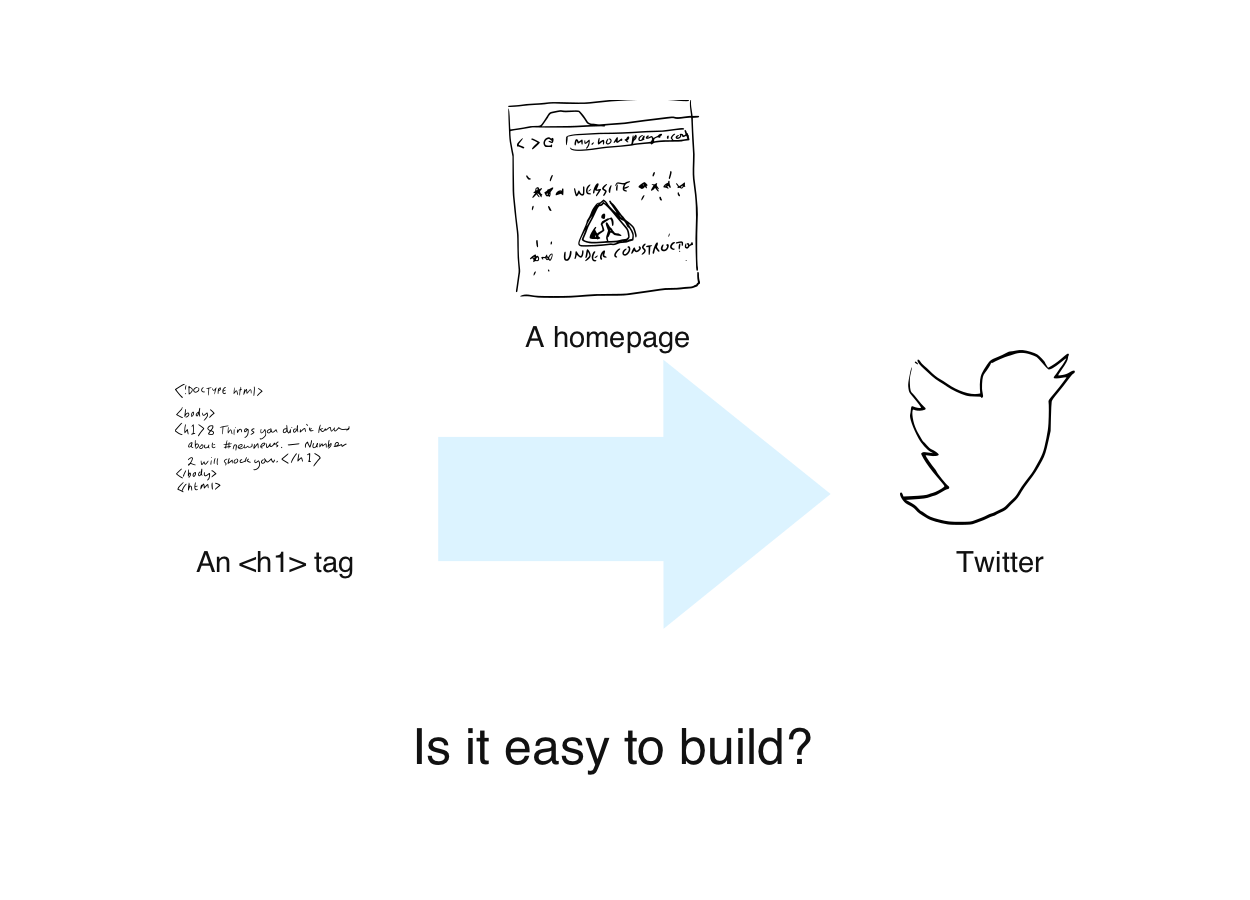 < > C my.homepage.com
*** WEBSITE ****
UNDER CONSTRUCTIO
A homepage
<!DOCTYPE html>
<body>
<h1>8 Things you didn't know
about #newnews. — Number
2 will shock you.</h1>
</body>
</html>
An <h1> tag
Twitter
Is it easy to build?